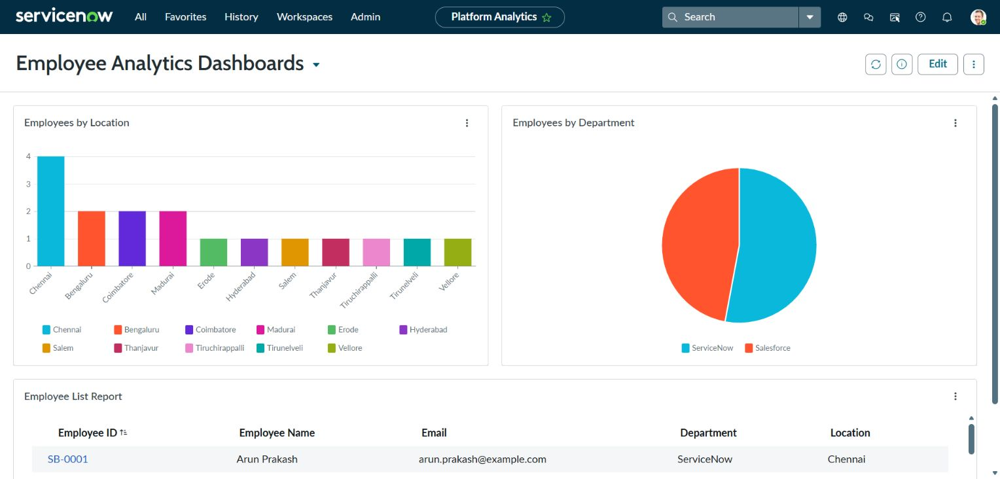 servicenow All Favorites History Workspaces Admin Platform Analytics Search
Employee Analytics Dashboards Edit
Employees by Location
4
3
2
1
0
Chennai Bengaluru Coimbatore Madurai Erode Hyderabad Salem Thanjavur Tiruchirappalli Tirunelveli Vellore
Chennai Bengaluru Coimbatore Madurai Erode Hyderabad
Salem Thanjavur Tiruchirappalli Tirunelveli Vellore
Employees by Department
ServiceNow Salesforce
Employee List Report
Employee ID Employee Name Email Department Location
SB-0001 Arun Prakash arun.prakash@example.com ServiceNow Chennai